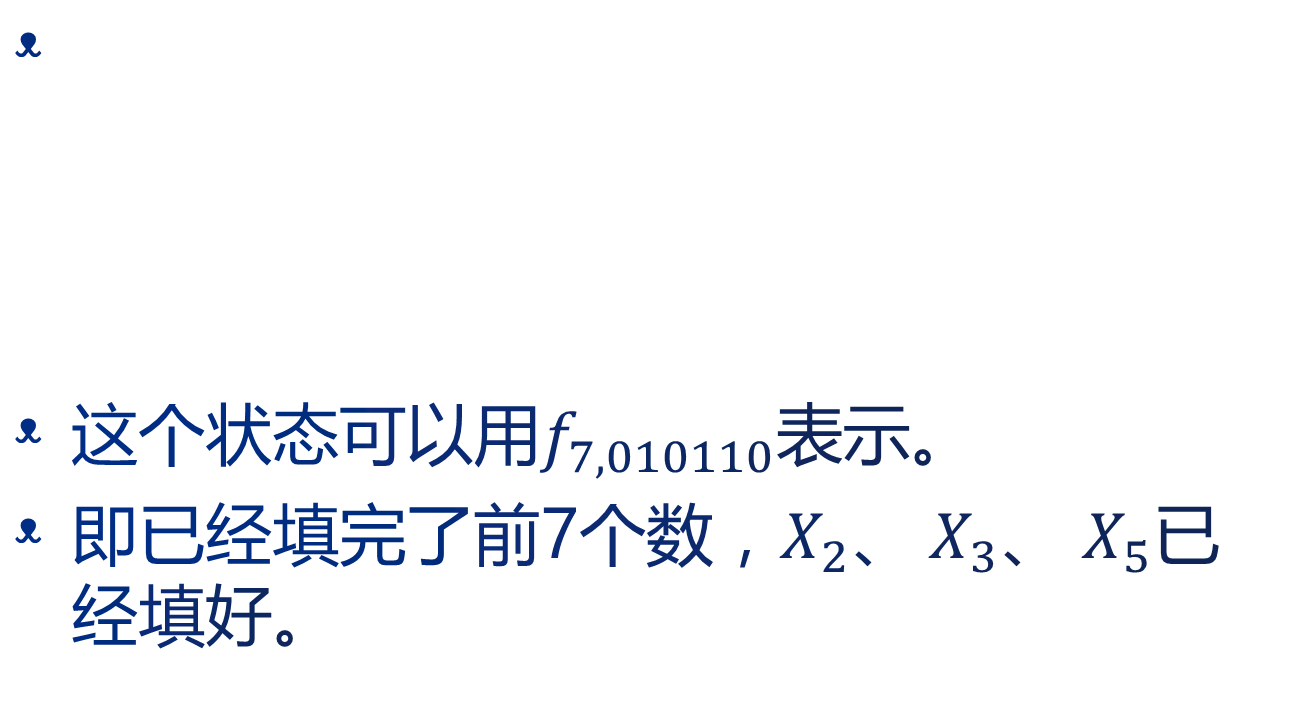 这个状态可以用f7,010110表示。
即已经填完了前7个数，X2、 X3、 X5已
经填好。